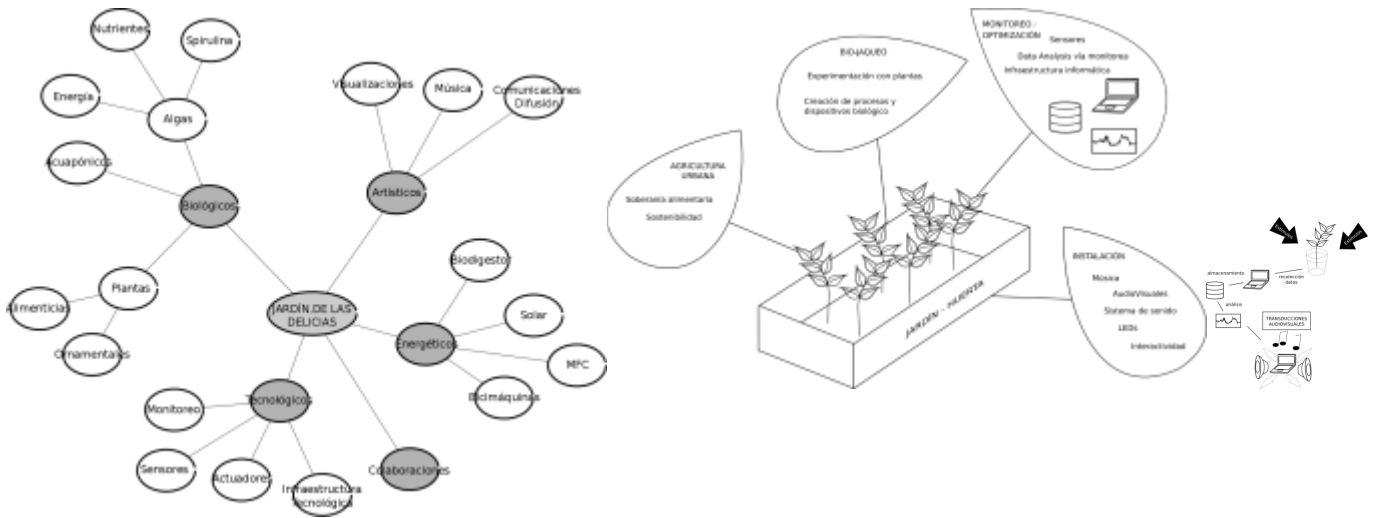 Nutrientes
Spirulina
Energía
Algas
Acuapónicos
Biológicos
Plantas
Alimenticias
Ornamentales
Visualizaciones
Música
Comunicaciones
Difusión
Artísticos
JARDÍN DE LAS
DELICIAS
Biodigestor
Solar
Energéticos
MFC
Bicimáquinas
Tecnológicos
Monitoreo
Sensores
Actuadores
Infraestructura
Tecnológica
Colaboraciones
AGRICULTURA
URBANA
Soberanía alimentaria
Sostenibilidad
BIOJAQUEO
Experimentación con plantas
Creación de procesos y
dispositivos biológico
MONITOREO /
OPTIMIZACIÓN
Sensores
Data Analysis vía monitorea
Infraestructura informática
JARDÍN - HUERTA
INSTALACIÓN
Música
AudioVisuales
Sistema de sonido
LEDs
Interactividad
almacenamiento
recolección
datos
análisis
TRANSDUCCIONES
AUDIOVISUALES